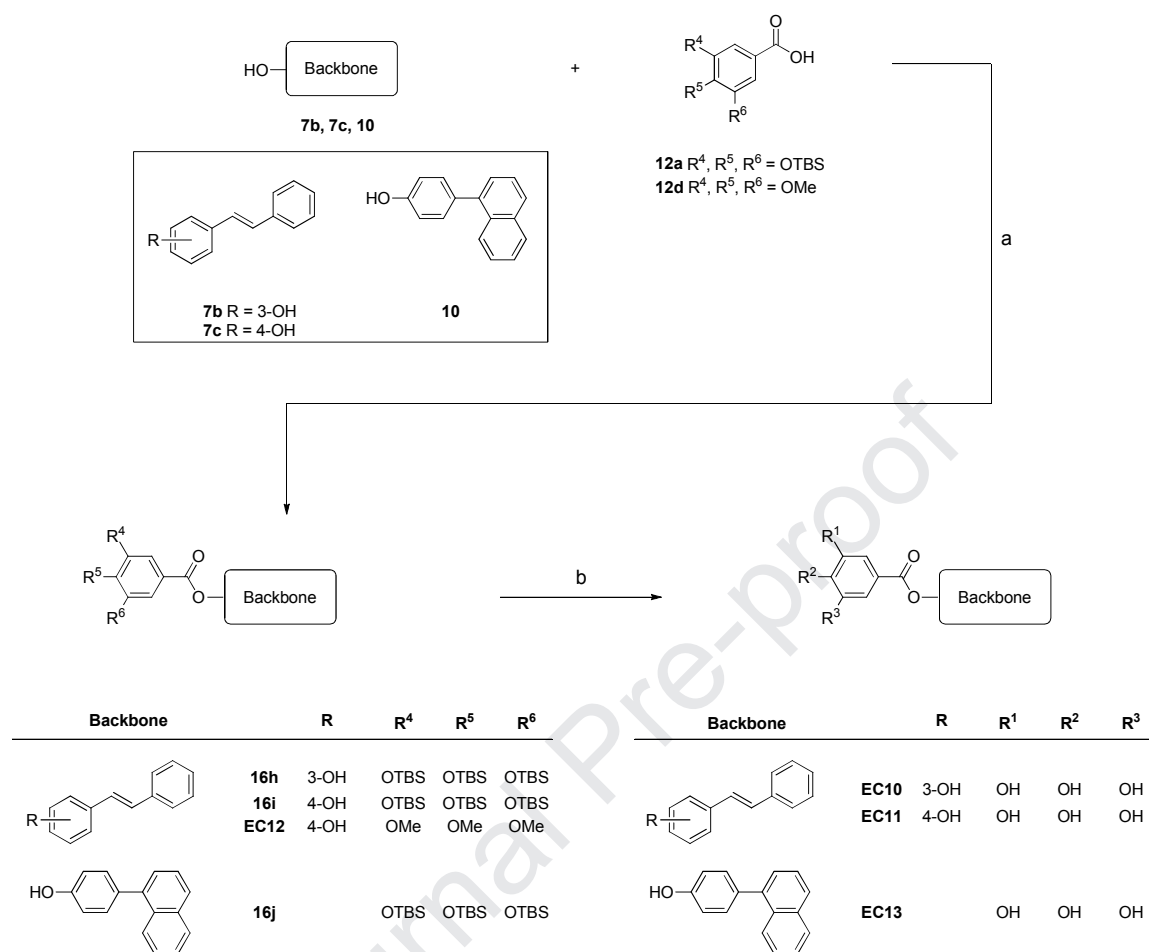 HO Backbone
+
R4 R5 R6 O OH
7b, 7c, 10
12a R4, R5, R6 = OTBS
12d R4, R5, R6 = OMe
R
HO
7b R = 3-OH
7c R = 4-OH
10
a
R4 R5 R6 O O Backbone
b
R1 R2 R3 O O Backbone
Backbone R R4 R5 R6
16h 3-OH OTBS OTBS OTBS
16i 4-OH OTBS OTBS OTBS
EC12 4-OH OMe OMe OMe
R
HO
16j OTBS OTBS OTBS
Backbone R R1 R2 R3
EC10 3-OH OH OH OH
EC11 4-OH OH OH OH
R
HO
EC13 OH OH OH
rnal Pre-proof